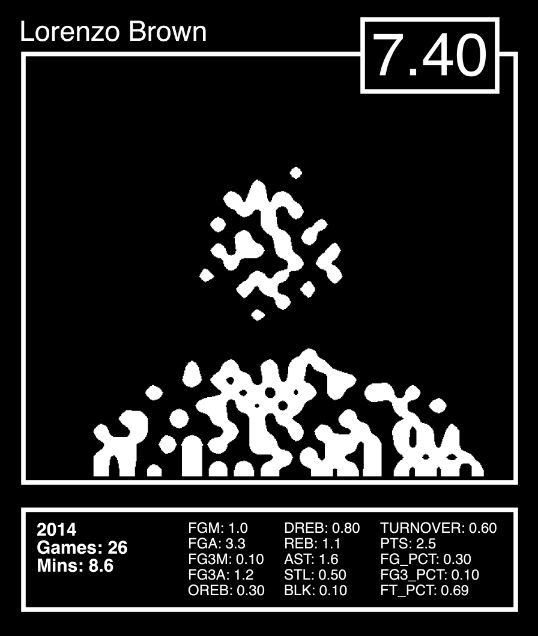 Lorenzo Brown
7.40
2014
Games: 26
Mins: 8.6
FGM: 1.0
FGA: 3.3
FG3M: 0.10
FG3A: 1.2
OREB: 0.30
DREB: 0.80
REB: 1.1
AST: 1.6
STL: 0.50
BLK: 0.10
TURNOVER: 0.60
PTS: 2.5
FG_PCT: 0.30
FG3_PCT: 0.10
FT_PCT: 0.69